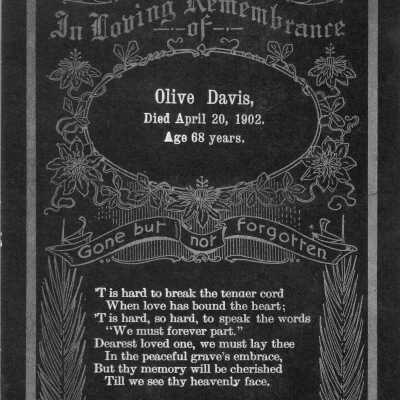 In Loving Remembrance
of
Olive Davis,
Died April 20, 1902.
Age 68 years.
Gone but not forgotten
'T is hard to break the tender cord
When love has bound the heart;
'T is hard, so hard, to speak the words
"We must forever part."
Dearest loved one, we must lay thee
In the peaceful grave's embrace,
But thy memory will be cherished
Till we see thy heavenly face.